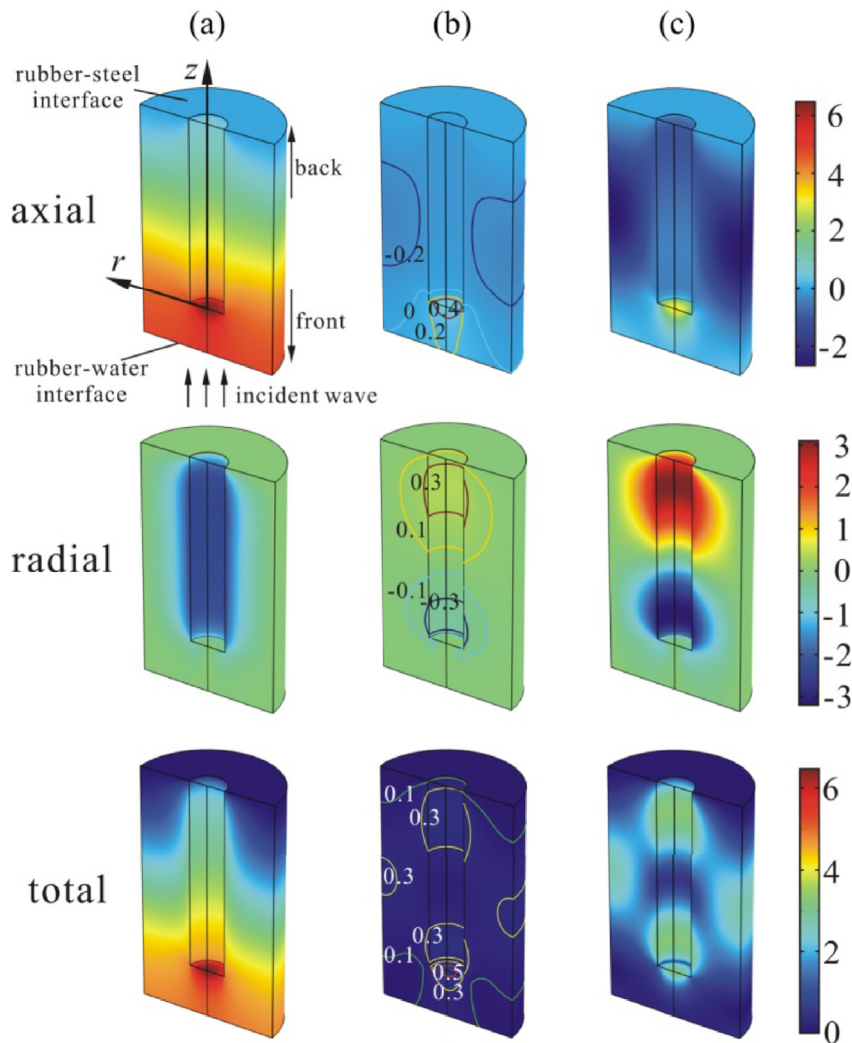 (a) (b) (c)
rubber-steel
interface
z
back
axial
r
front
rubber-water
interface
incident wave
-0.2
0
0.4
0.2
6
4
2
0
-2
radial
0.3
0.1
-0.1
-0.3
3
2
1
0
-1
-2
-3
total
0.1
0.3
0.3
0.3
0.1
0.5
0.3
6
4
2
0